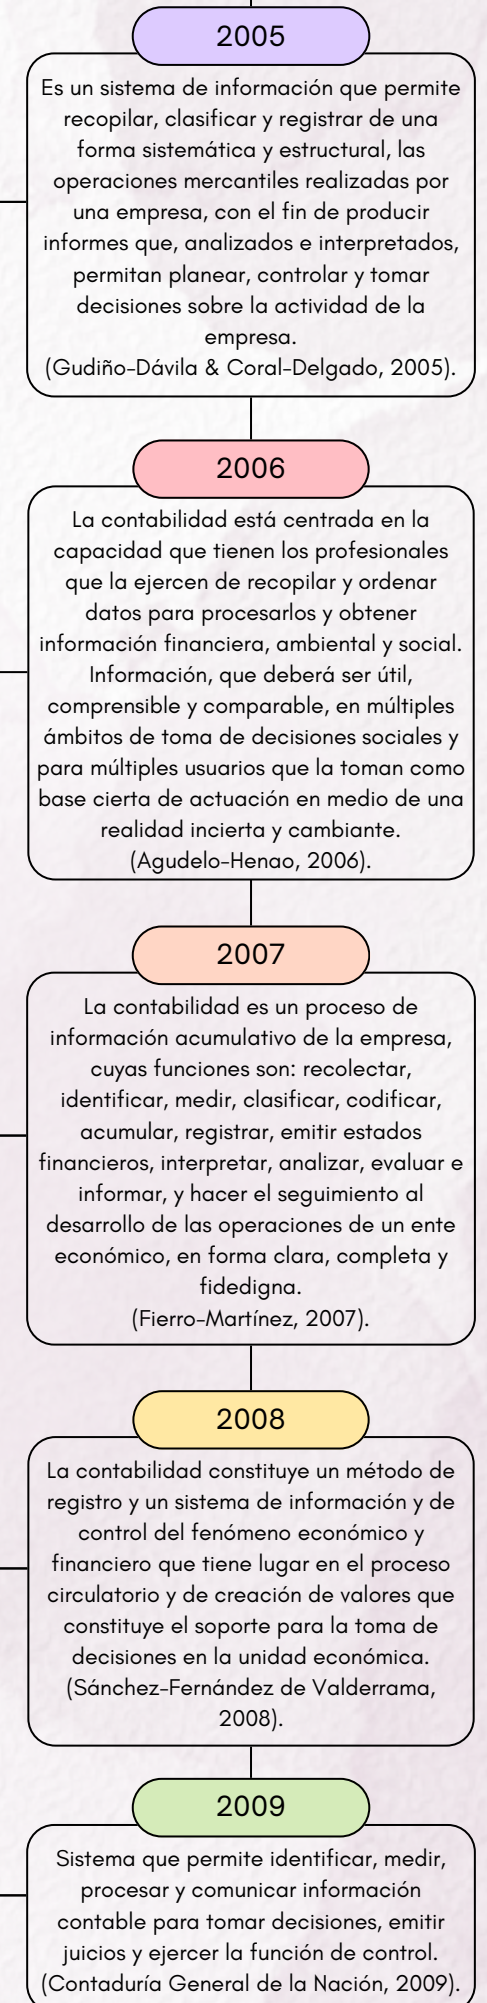 2005
Es un sistema de información que permite
recopilar, clasificar y registrar de una
forma sistemática y estructural, las
operaciones mercantiles realizadas por
una empresa, con el fin de producir
informes que, analizados e interpretados,
permitan planear, controlar y tomar
decisiones sobre la actividad de la
empresa.
(Gudiño-Dávila & Coral-Delgado, 2005).
2006
La contabilidad está centrada en la
capacidad que tienen los profesionales
que la ejercen de recopilar y ordenar
datos para procesarlos y obtener
información financiera, ambiental y social.
Información, que deberá ser útil,
comprensible y comparable, en múltiples
ámbitos de toma de decisiones sociales y
para múltiples usuarios que la toman como
base cierta de actuación en medio de una
realidad incierta y cambiante.
(Agudelo-Henao, 2006).
2007
La contabilidad es un proceso de
información acumulativo de la empresa,
cuyas funciones son: recolectar,
identificar, medir, clasificar, codificar,
acumular, registrar, emitir estados
financieros, interpretar, analizar, evaluar e
informar, y hacer el seguimiento al
desarrollo de las operaciones de un ente
económico, en forma clara, completa y
fidedigna.
(Fierro-Martínez, 2007).
2008
La contabilidad constituye un método de
registro y un sistema de información y de
control del fenómeno económico y
financiero que tiene lugar en el proceso
circulatorio y de creación de valores que
constituye el soporte para la toma de
decisiones en la unidad económica.
(Sánchez-Fernández de Valderrama,
2008).
2009
Sistema que permite identificar, medir,
procesar y comunicar información
contable para tomar decisiones, emitir
juicios y ejercer la función de control.
(Contaduría General de la Nación, 2009).